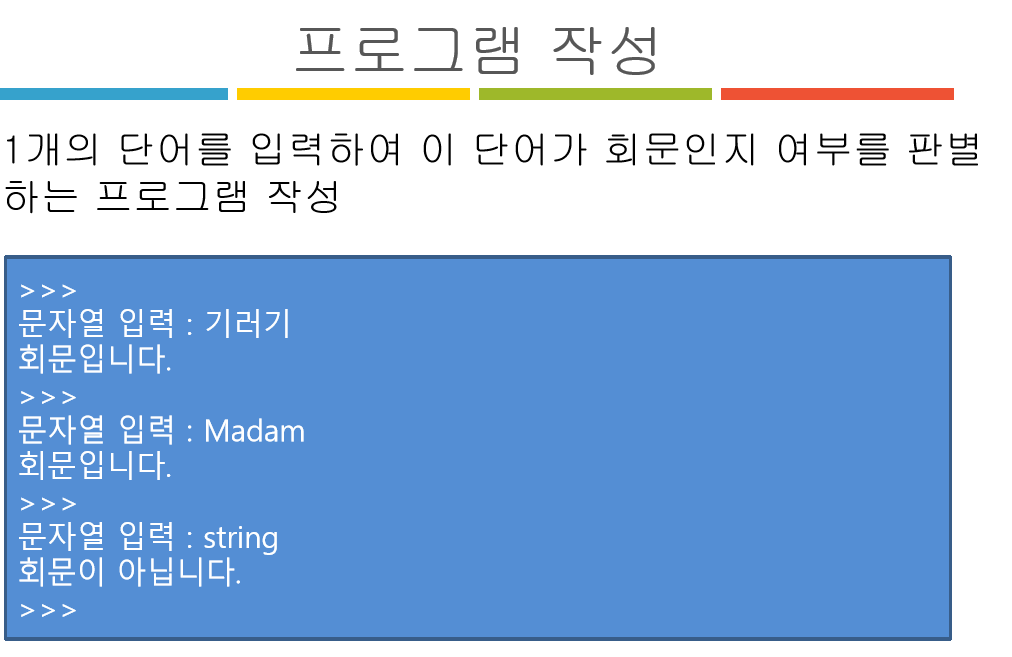 프로그램 작성
1개의 단어를 입력하여 이 단어가 회문인지 여부를 판별
하는 프로그램 작성
>>>
문자열 입력 : 기러기
회문입니다.
>>>
문자열 입력 : Madam
회문입니다.
>>>
문자열 입력 : string
회문이 아닙니다.
>>>